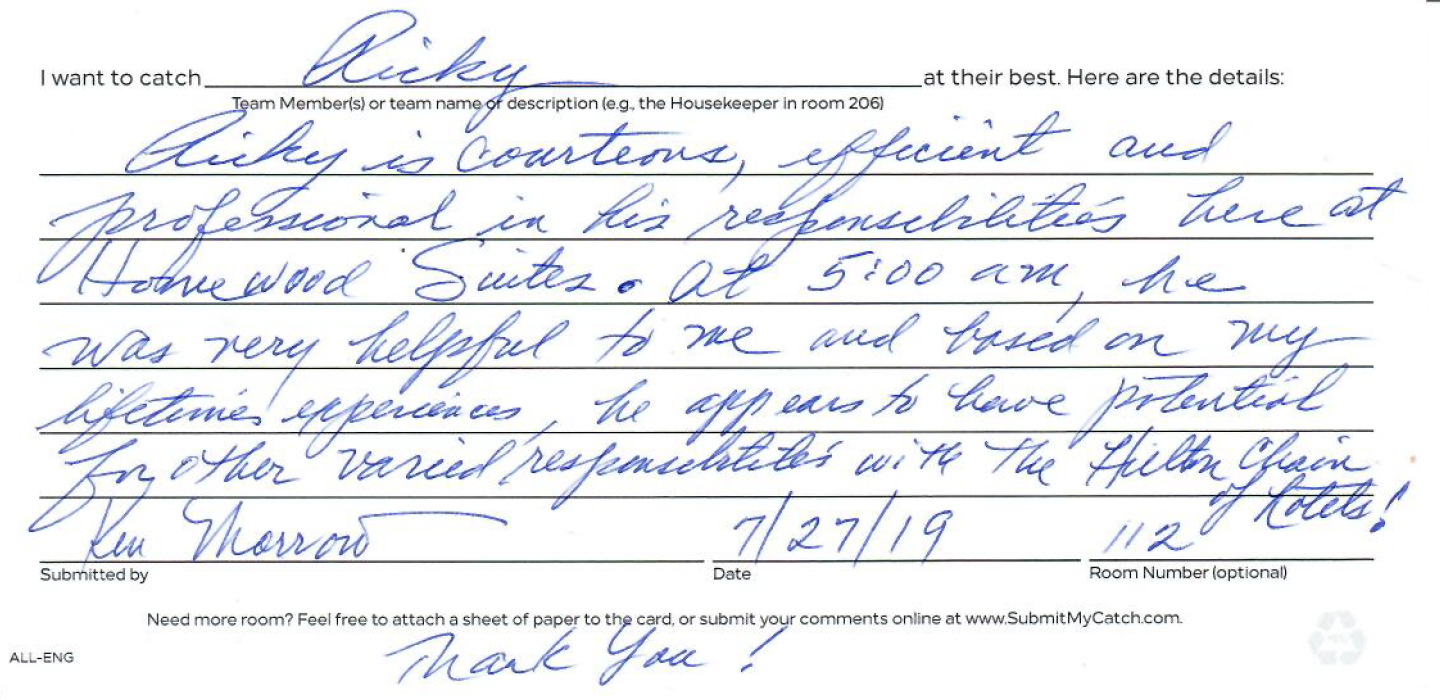 I want to catch Ricky at their best. Here are the details:
Team Member(s) or team name or description (e.g., the Housekeeper in room 206)
Ricky is courteous, efficient and
professional in his responsibilities here at
Homewood Suites. At 5:00 am, he
was very helpful to me and based on my
lifetimes experiences, he appears to have potential
for other varied responsibilities with the Hilton Chain
of Hotels!
Ken Morrow 7/27/19 112
Submitted by Date Room Number (optional)
Need more room? Feel free to attach a sheet of paper to the card, or submit your comments online at www.SubmitMyCatch.com.
Thank You!
ALL-ENG